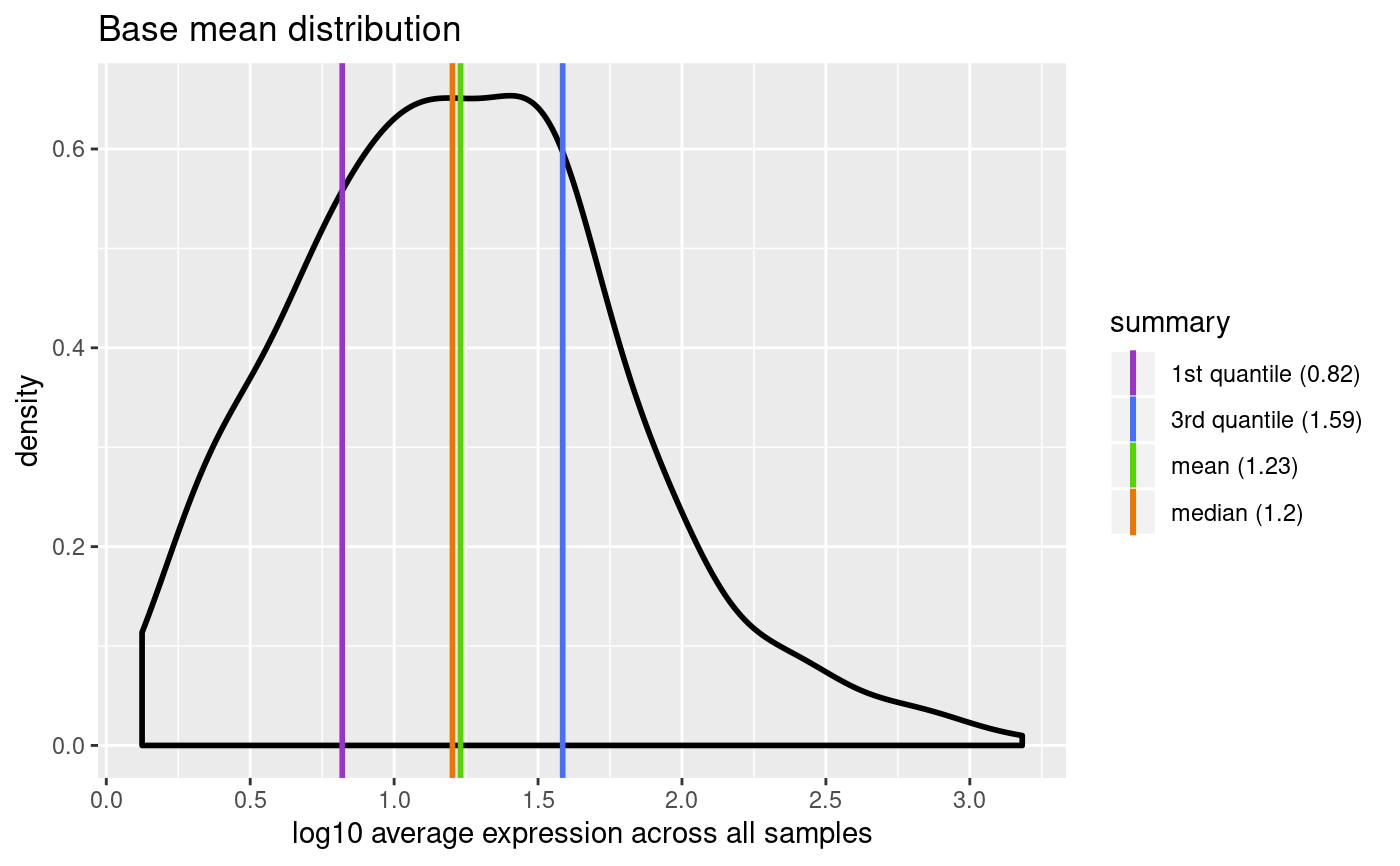 Base mean distribution
density
0.6
0.4
0.2
0.0
0.0 0.5 1.0 1.5 2.0 2.5 3.0
log10 average expression across all samples
summary
1st quantile (0.82)
3rd quantile (1.59)
mean (1.23)
median (1.2)